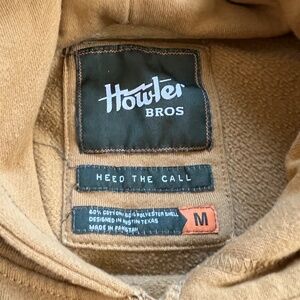 Howler
BROS
HEED THE CALL
60% COTTON/ 40% POLYESTER SHELL
DESIGNED IN AUSTIN TEXAS
MADE IN PAKISTAN
M